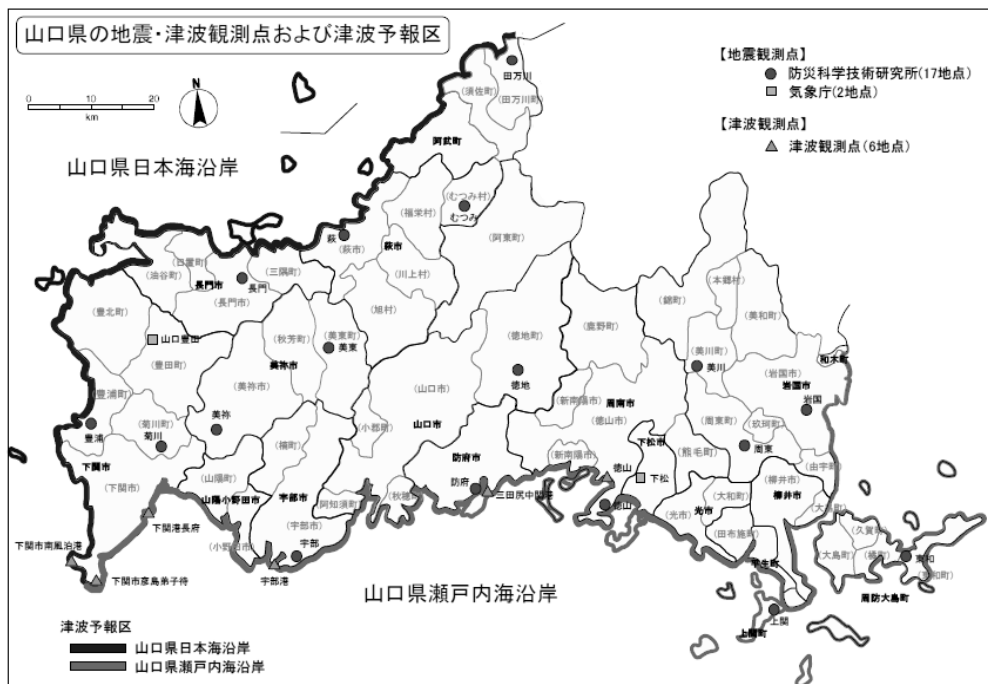 山口県の地震・津波観測点および津波予報区
N
0 10 20
km
【地震観測点】
防災科学技術研究所(17地点)
気象庁(2地点)
【津波観測点】
津波観測点(6地点)
山口県日本海沿岸
田万川
(須佐町)
(田万川町)
阿武町
(むつみ村)
むつみ
(福栄村)
萩
(萩市)
萩市
(阿東町)
(川上村)
(旭村)
(日置町)
(油谷町)
(三隅町)
長門市
長門
(長門市)
(豊北町)
山口豊田
(豊田町)
(秋芳町)
(美東町)
美東
美祢市
(美祢市)
美祢
(豊浦町)
豊浦
(菊川町)
菊川
下関市
(下関市)
(山陽町)
山陽小野田市
(小野田市)
(楠町)
宇部市
(宇部市)
宇部
宇部港
(阿知須町)
(小郡町)
(山口市)
山口市
(徳地町)
徳地
防府市
防府
三田尻中関港
(鹿野町)
(新南陽市)
周南市
(徳山市)
(新南陽市)
徳山
徳山
下松市
下松
(熊毛町)
(錦町)
(本郷村)
(美和町)
(美川町)
美川
和木町
(岩国市)
岩国市
岩国
(周東町)
周東
(玖珂町)
(由宇町)
(柳井市)
柳井市
(大和町)
(光市)
光市
(田布施町)
平生町
上関
上関町
(久賀町)
(大島町)
(橘町)
東和
周防大島町
下関港長府
下関市南風泊港
下関市彦島弟子待
山口県瀬戸内海沿岸
津波予報区
山口県日本海沿岸
山口県瀬戸内海沿岸